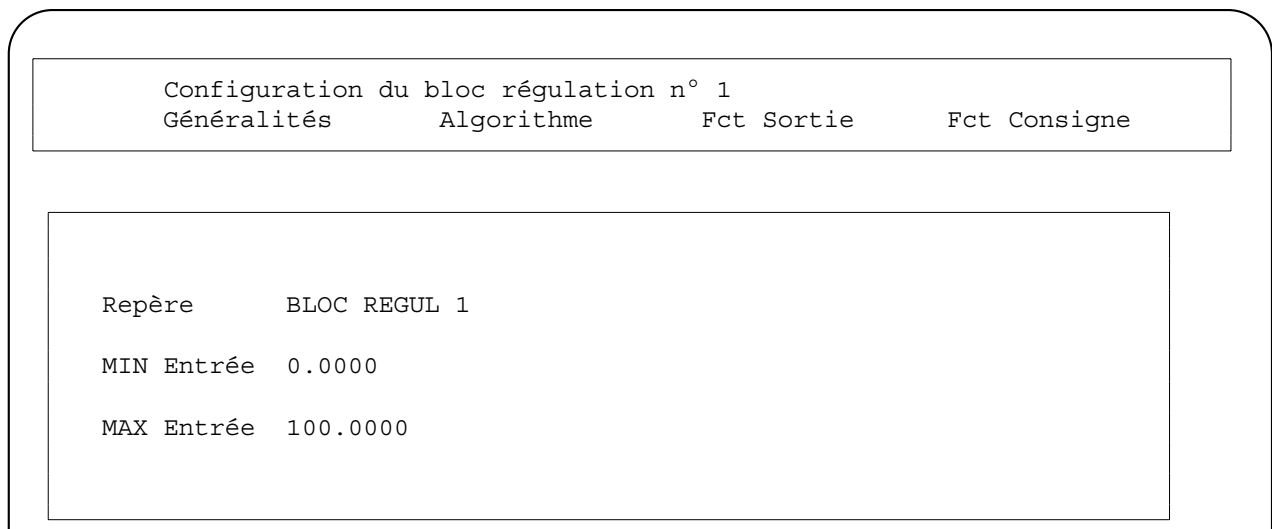 Configuration du bloc régulation n° 1
Généralités Algorithme Fct Sortie Fct Consigne
Repère BLOC REGUL 1
MIN Entrée 0.0000
MAX Entrée 100.0000